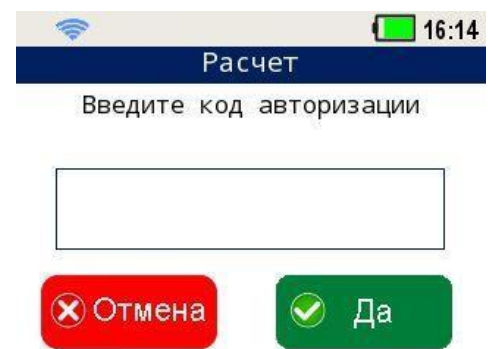 16:14
Расчет
Введите код авторизации
Отмена
Да